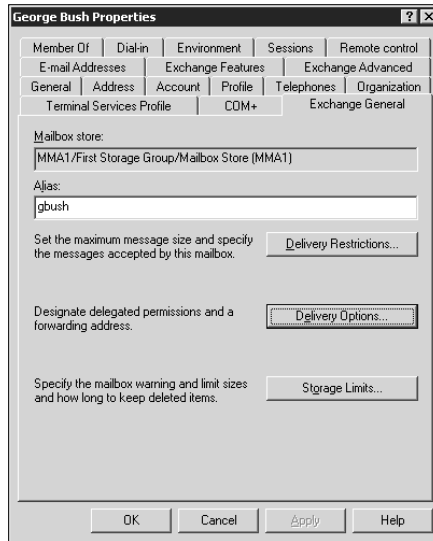 George Bush Properties
Member Of Dial-in Environment Sessions Remote control
E-mail Addresses Exchange Features Exchange Advanced
General Address Account Profile Telephones Organization
Terminal Services Profile COM+ Exchange General
Mailbox store:
MMA1/First Storage Group/Mailbox Store (MMA1)
Alias:
gbush
Set the maximum message size and specify
the messages accepted by this mailbox.
Delivery Restrictions...
Designate delegated permissions and a
forwarding address.
Delivery Options...
Specify the mailbox warning and limit sizes
and how long to keep deleted items.
Storage Limits...
OK Cancel Apply Help